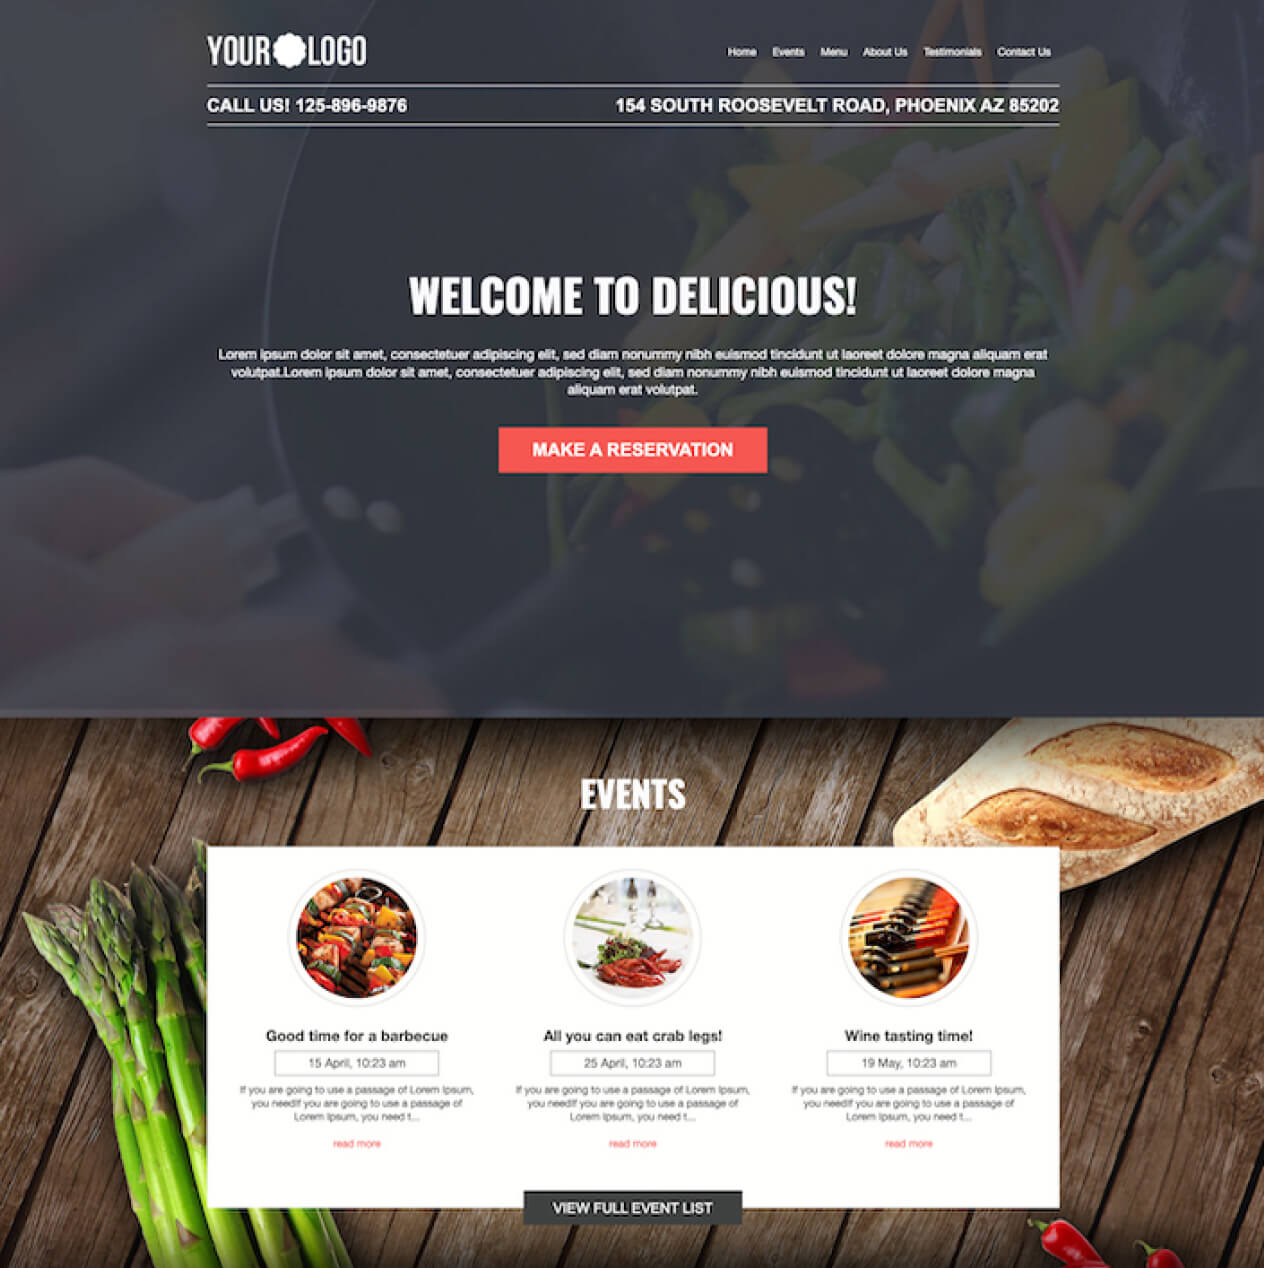 YOUR LOGO
Home Events Menu About Us Testimonials Contact Us
CALL US! 125-896-9876
154 SOUTH ROOSEVELT ROAD, PHOENIX AZ 85202
WELCOME TO DELICIOUS!
Lorem ipsum dolor sit amet, consectetuer adipiscing elit, sed diam nonummy nibh euismod tincidunt ut laoreet dolore magna aliquam erat
volutpat.Lorem ipsum dolor sit amet, consectetuer adipiscing elit, sed diam nonummy nibh euismod tincidunt ut laoreet dolore magna
aliquam erat volutpat.
MAKE A RESERVATION
EVENTS
Good time for a barbecue
15 April, 10:23 am
If you are going to use a passage of Lorem Ipsum,
you needIf you are going to use a passage of
Lorem Ipsum, you need t...
read more
All you can eat crab legs!
25 April, 10:23 am
If you are going to use a passage of Lorem Ipsum,
you needIf you are going to use a passage of
Lorem Ipsum, you need t...
read more
Wine tasting time!
19 May, 10:23 am
If you are going to use a passage of Lorem Ipsum,
you needIf you are going to use a passage of
Lorem Ipsum, you need t...
read more
VIEW FULL EVENT LIST